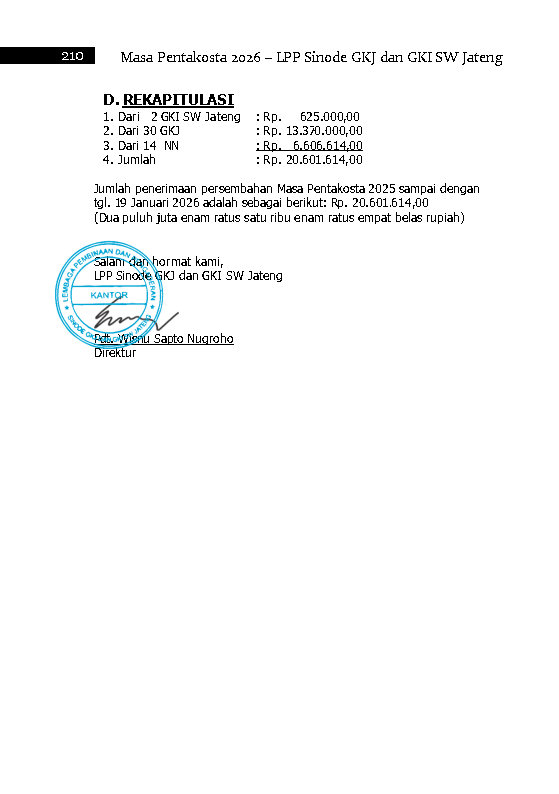 210
Masa Pentakosta 2026 – LPP Sinode GKJ dan GKI SW Jateng
D. REKAPITULASI
1. Dari 2 GKI SW Jateng : Rp. 625.000,00
2. Dari 30 GKJ : Rp. 13.370.000,00
3. Dari 14 NN : Rp. 6.606.614,00
4. Jumlah : Rp. 20.601.614,00
Jumlah penerimaan persembahan Masa Pentakosta 2025 sampai dengan
tgl. 19 Januari 2026 adalah sebagai berikut: Rp. 20.601.614,00
(Dua puluh juta enam ratus satu ribu enam ratus empat belas rupiah)
Salam dan hormat kami,
LPP Sinode GKJ dan GKI SW Jateng
LEMBAGA PEMBINAAN DAN
KANTOR
SINODE GKJ
JATENG
Pdt. Wisnu Sapto Nugroho
Direktur